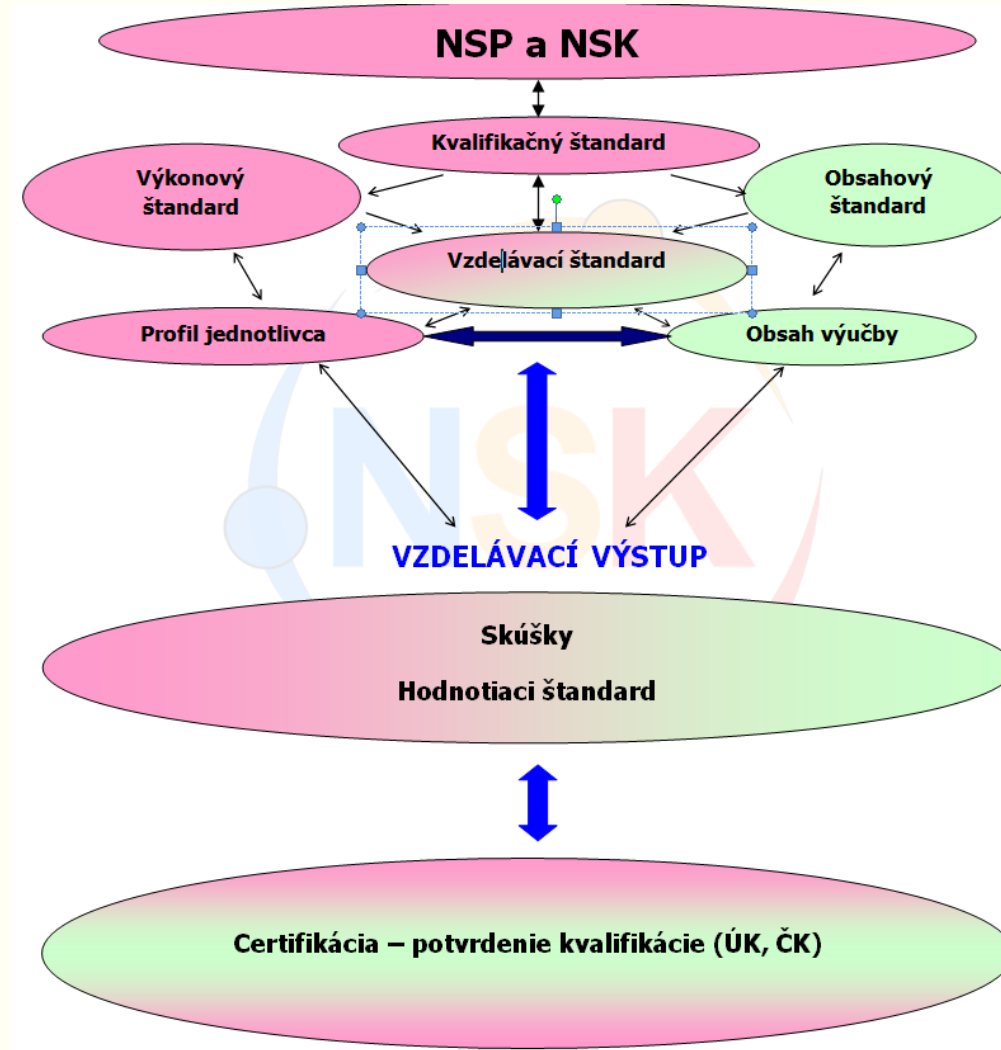 NSP a NSK
Kvalifikačný štandard
Výkonový
štandard
Obsahový
štandard
Vzdelávací štandard
Profil jednotlivca
Obsah výučby
NSK
VZDELÁVACÍ VÝSTUP
Skúšky
Hodnotiaci štandard
Certifikácia – potvrdenie kvalifikácie (ÚK, ČK)